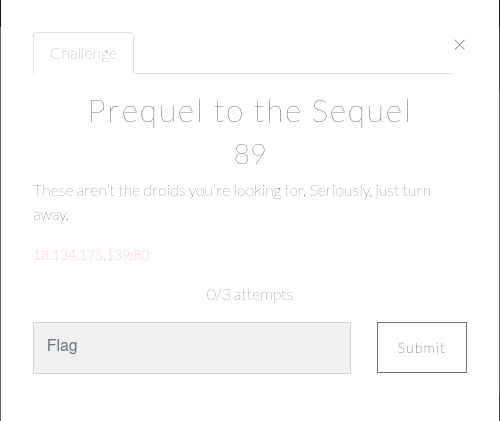 Challenge
×
Prequel to the Sequel
89
These aren't the droids you're looking for. Seriously, just turn
away.
18.134.175.139:80
0/3 attempts
Flag
Submit